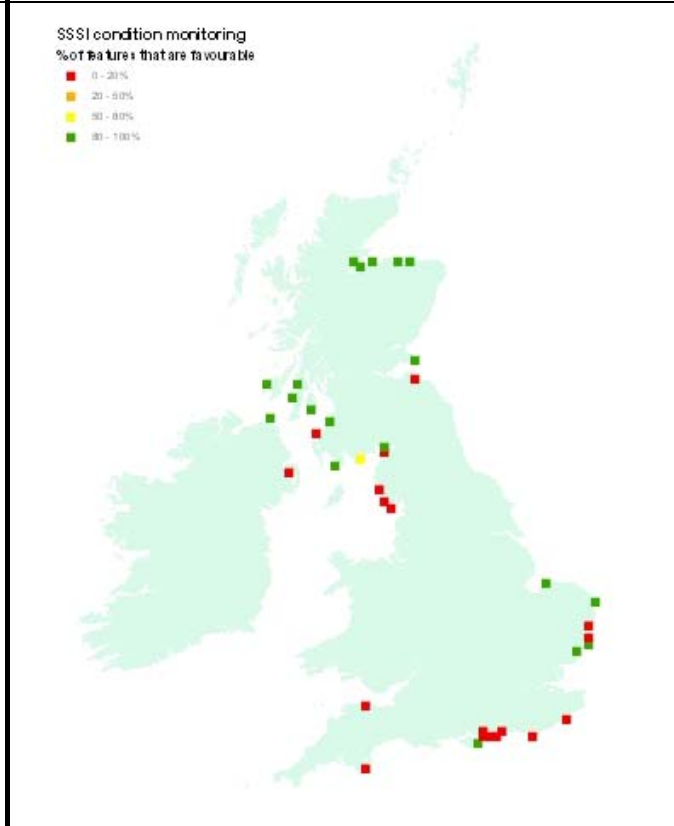 SSSI condition monitoring
% of features that are favourable
0 - 20%
20 - 50%
50 - 80%
80 - 100%